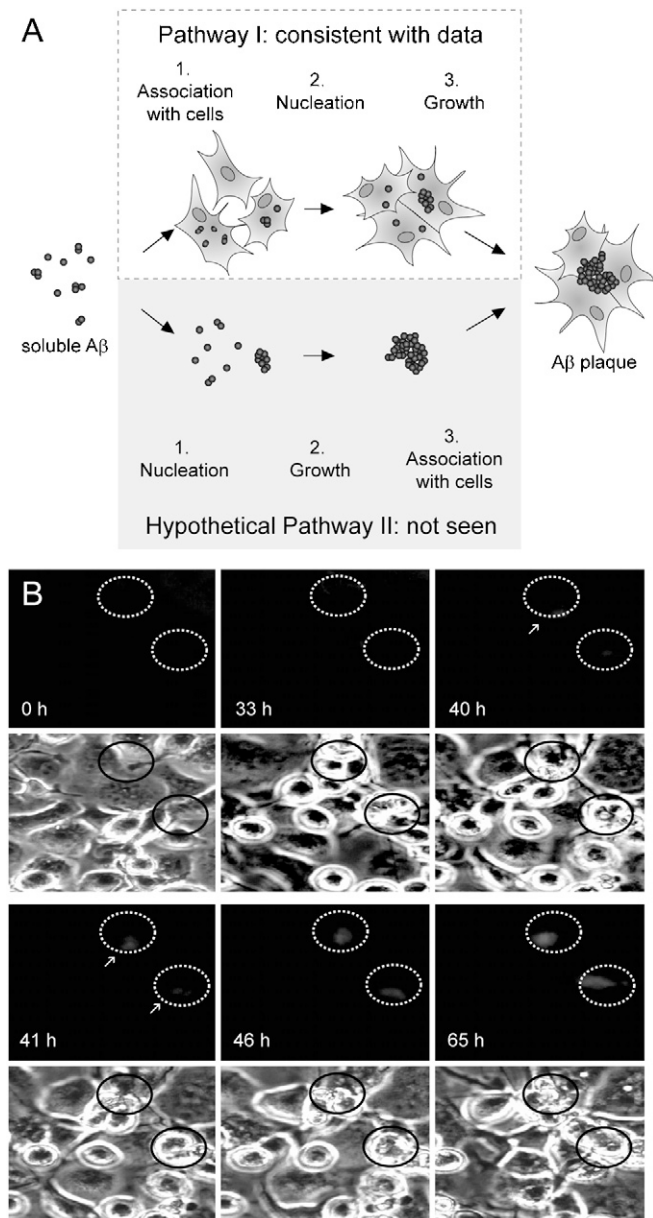 A
Pathway I: consistent with data
1.
Association
with cells
2.
Nucleation
3.
Growth
soluble Aβ
Aβ plaque
1.
Nucleation
2.
Growth
3.
Association
with cells
Hypothetical Pathway II: not seen
B
0 h
33 h
40 h
41 h
46 h
65 h